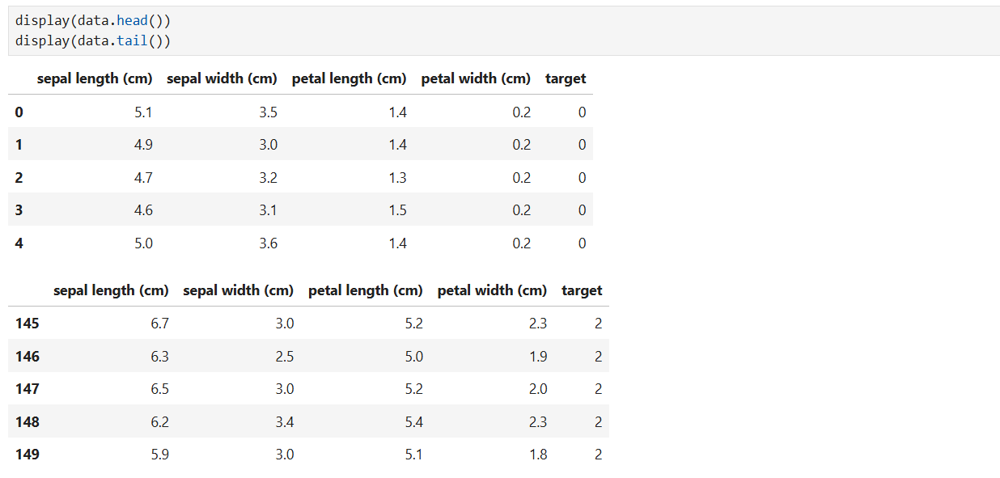 display(data.head())
display(data.tail())
sepal length (cm) sepal width (cm) petal length (cm) petal width (cm) target
0 5.1 3.5 1.4 0.2 0
1 4.9 3.0 1.4 0.2 0
2 4.7 3.2 1.3 0.2 0
3 4.6 3.1 1.5 0.2 0
4 5.0 3.6 1.4 0.2 0
sepal length (cm) sepal width (cm) petal length (cm) petal width (cm) target
145 6.7 3.0 5.2 2.3 2
146 6.3 2.5 5.0 1.9 2
147 6.5 3.0 5.2 2.0 2
148 6.2 3.4 5.4 2.3 2
149 5.9 3.0 5.1 1.8 2